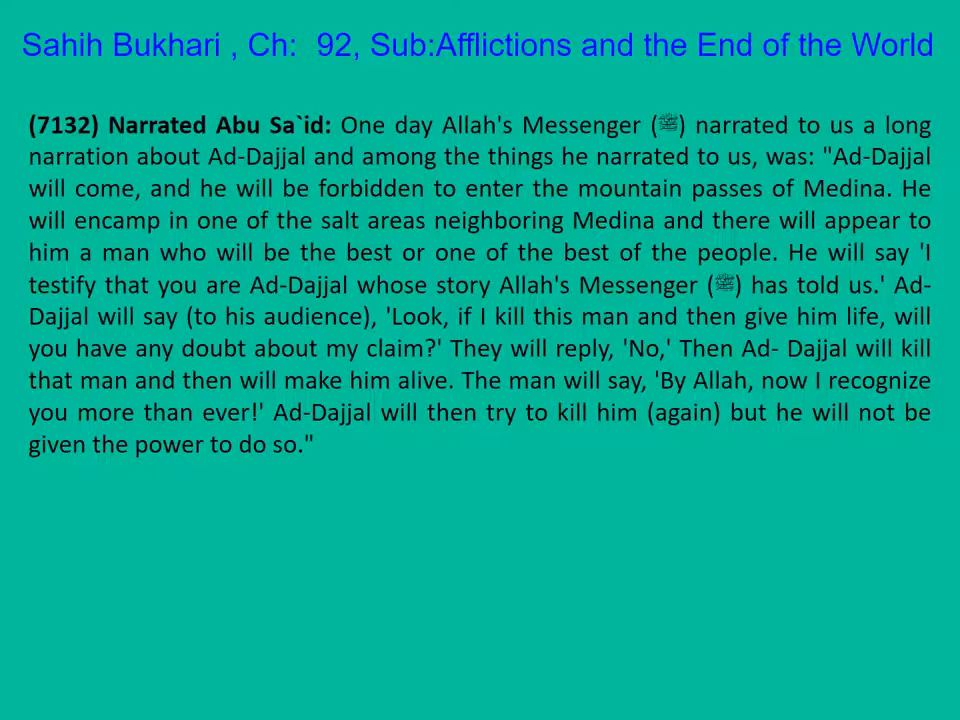 Sahih Bukhari , Ch:  92, Sub:Afflictions and the End of the World
(7132) Narrated Abu Sa`id: One day Allah's Messenger (ﷺ) narrated to us a long
narration about Ad-Dajjal and among the things he narrated to us, was: "Ad-Dajjal
will come, and he will be forbidden to enter the mountain passes of Medina. He
will encamp in one of the salt areas neighboring Medina and there will appear to
him a man who will be the best or one of the best of the people. He will say 'I
testify that you are Ad-Dajjal whose story Allah's Messenger (ﷺ) has told us.' Ad-
Dajjal will say (to his audience), 'Look, if I kill this man and then give him life, will
you have any doubt about my claim?' They will reply, 'No,' Then Ad- Dajjal will kill
that man and then will make him alive. The man will say, 'By Allah, now I recognize
you more than ever!' Ad-Dajjal will then try to kill him (again) but he will not be
given the power to do so."